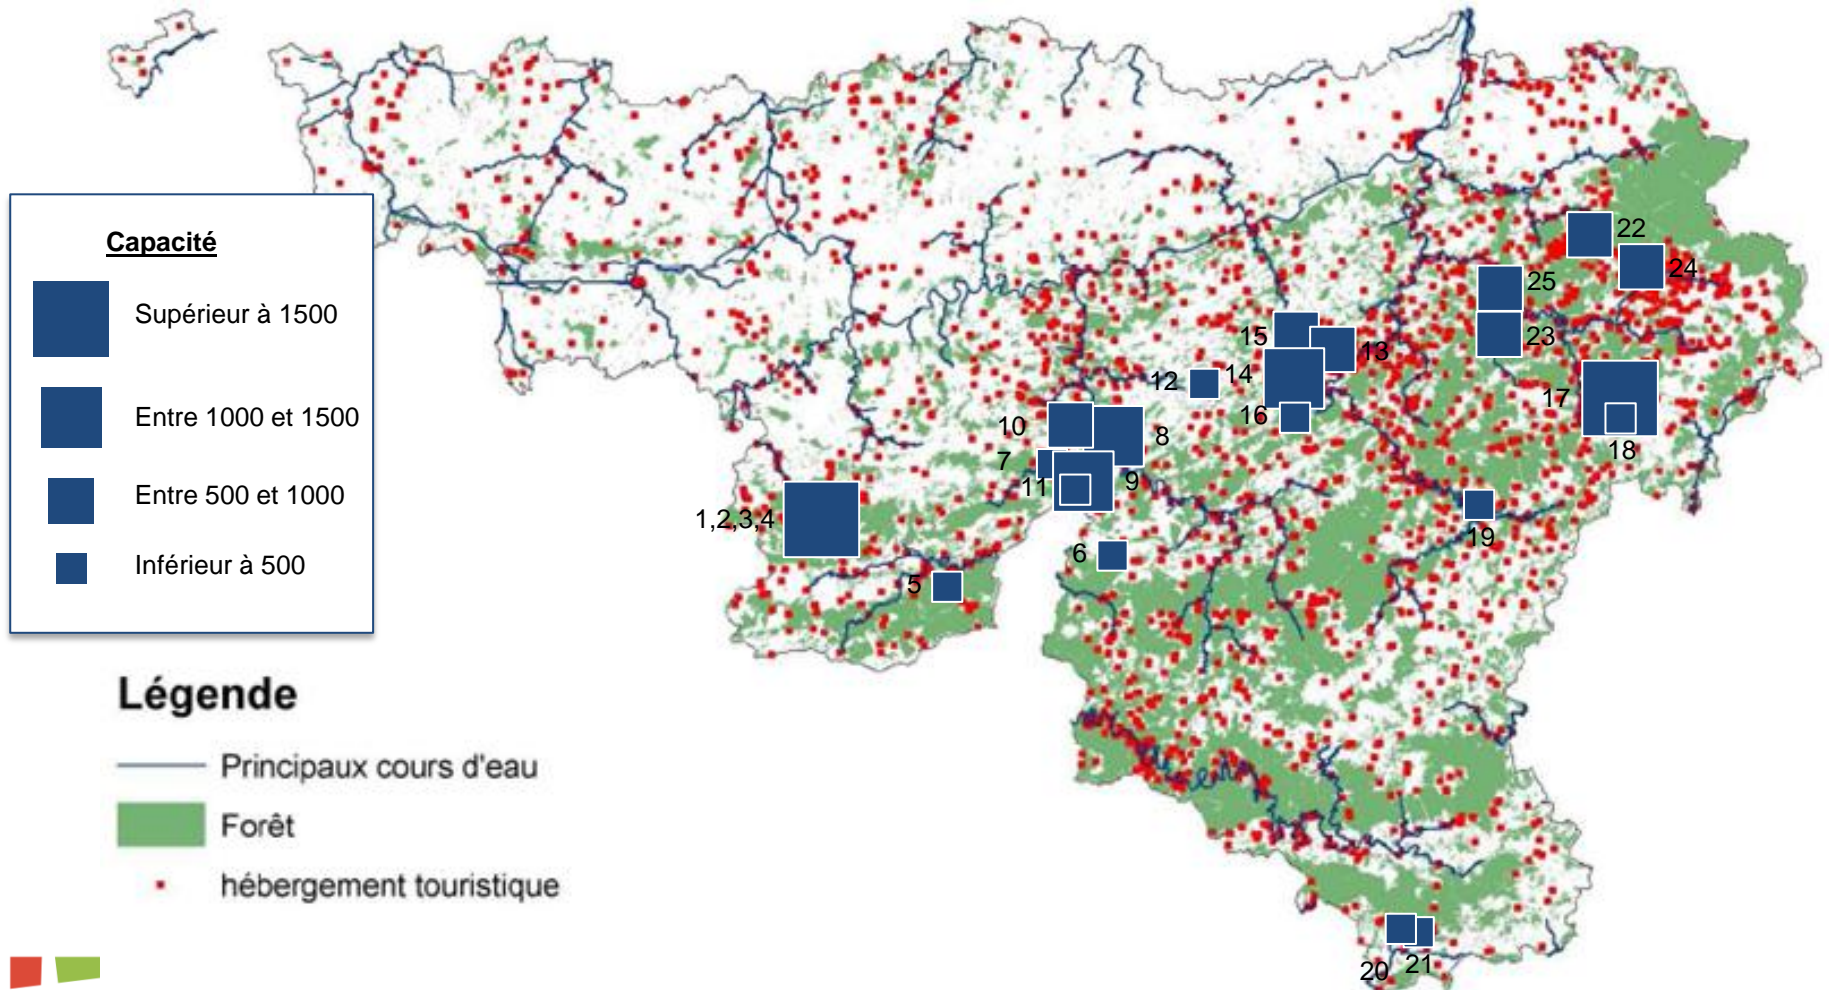 Capacité
Supérieur à 1500
Entre 1000 et 1500
Entre 500 et 1000
Inférieur à 500
Légende
Principaux cours d'eau
Forêt
hébergement touristique
22
24
25
15
13
23
12
14
17
16
10
8
7
18
11
9
1,2,3,4
19
6
5
20
21